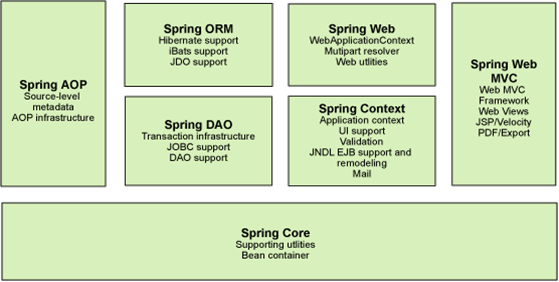 Spring AOP
Source-level
metadata
AOP infrastructure
Spring ORM
Hibernate support
iBats support
JDO support
Spring DAO
Transaction infrastructure
JOBC support
DAO support
Spring Web
WebApplicationContext
Mutipart resolver
Web utlities
Spring Context
Application context
UI support
Validation
JNDL EJB support and
remodeling
Mail
Spring Web
MVC
Web MVC
Framework
Web Views
JSP/Velocity
PDF/Export
Spring Core
Supporting utlities
Bean container